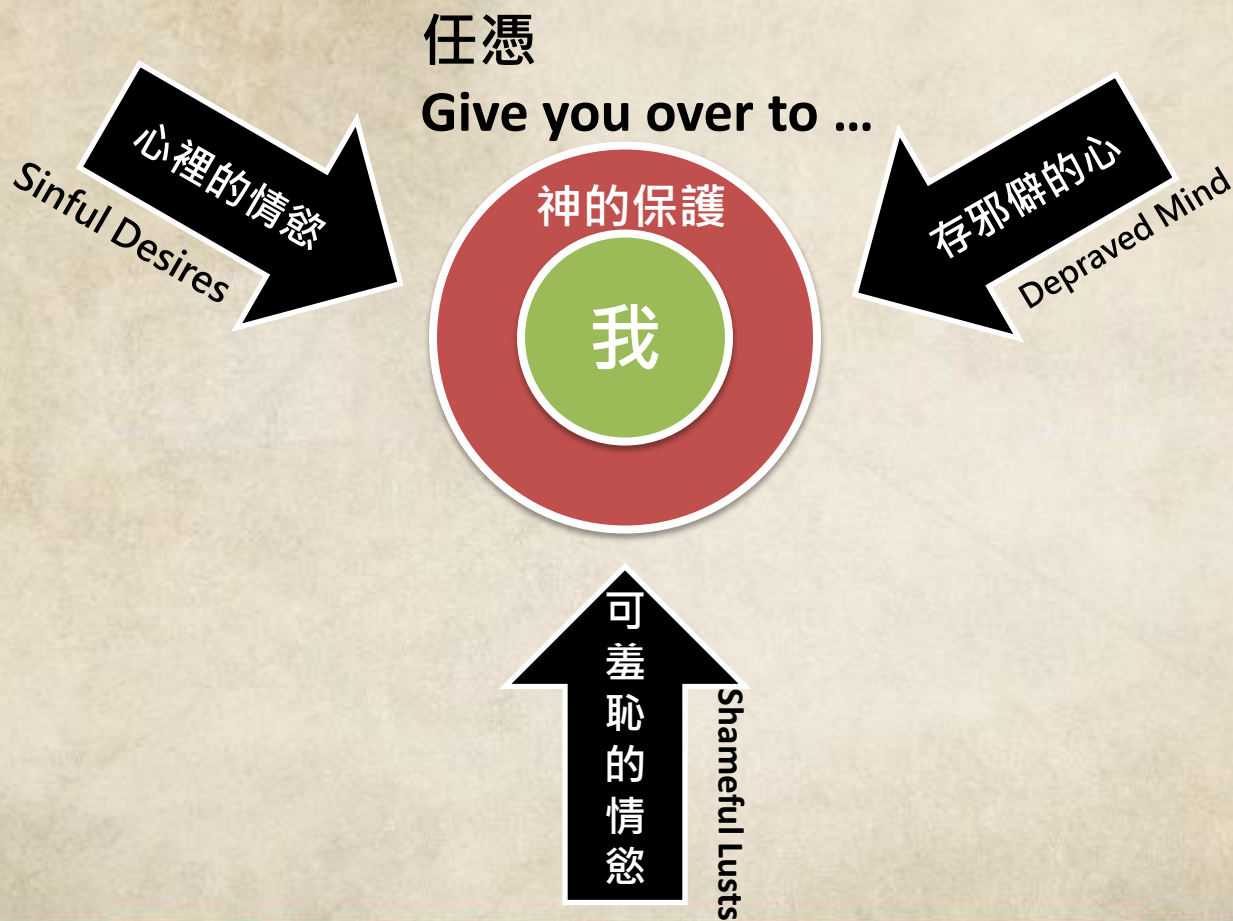 任憑
Give you over to ...
心裡的情慾
Sinful Desires
神的保護
我
存邪僻的心
Depraved Mind
可羞恥的情慾
Shameful Lusts